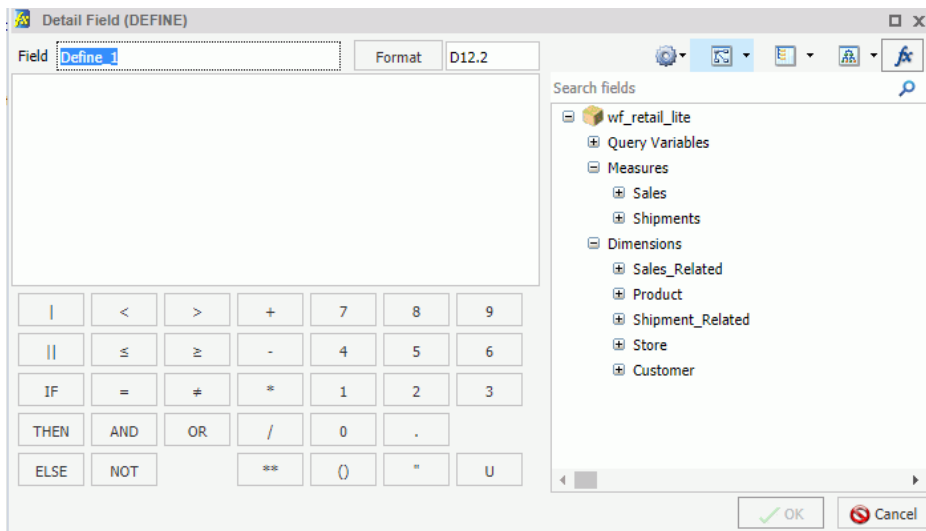 Detail Field (DEFINE)
Field Define_1 Format D12.2
fx
Search fields
wf_retail_lite
Query Variables
Measures
Sales
Shipments
Dimensions
Sales_Related
Product
Shipment_Related
Store
Customer
| < > + 7 8 9
|| ≤ ≥ - 4 5 6
IF = ≠ * 1 2 3
THEN AND OR / 0 .
ELSE NOT ** () " U
OK Cancel